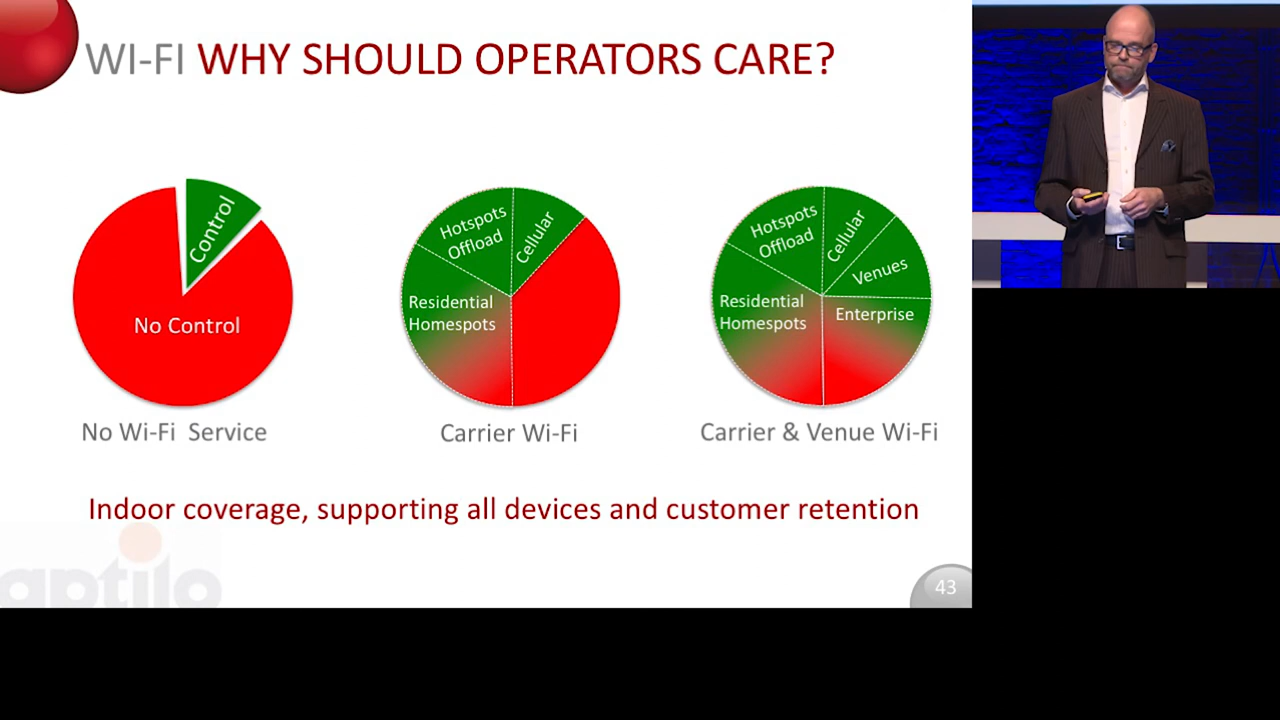 WI-FI WHY SHOULD OPERATORS CARE?
Control
No Control
No Wi-Fi Service
Hotspots
Offload
Cellular
Residential
Homespots
Carrier Wi-Fi
Hotspots
Offload
Cellular
Venues
Residential
Homespots
Enterprise
Carrier & Venue Wi-Fi
Indoor coverage, supporting all devices and customer retention
aptilo
43